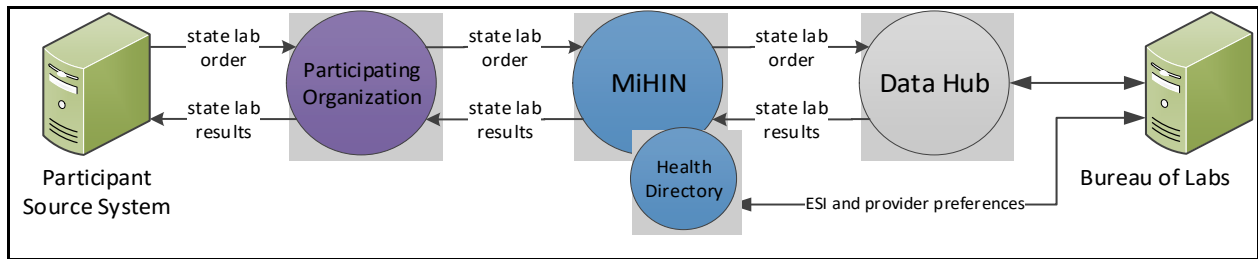 state lab
order
state lab
order
state lab
order
Participating
Organization
MiHIN
Data Hub
state lab
results
state lab
results
state lab
results
Health
Directory
Participant
Source System
Bureau of Labs
ESI and provider preferences